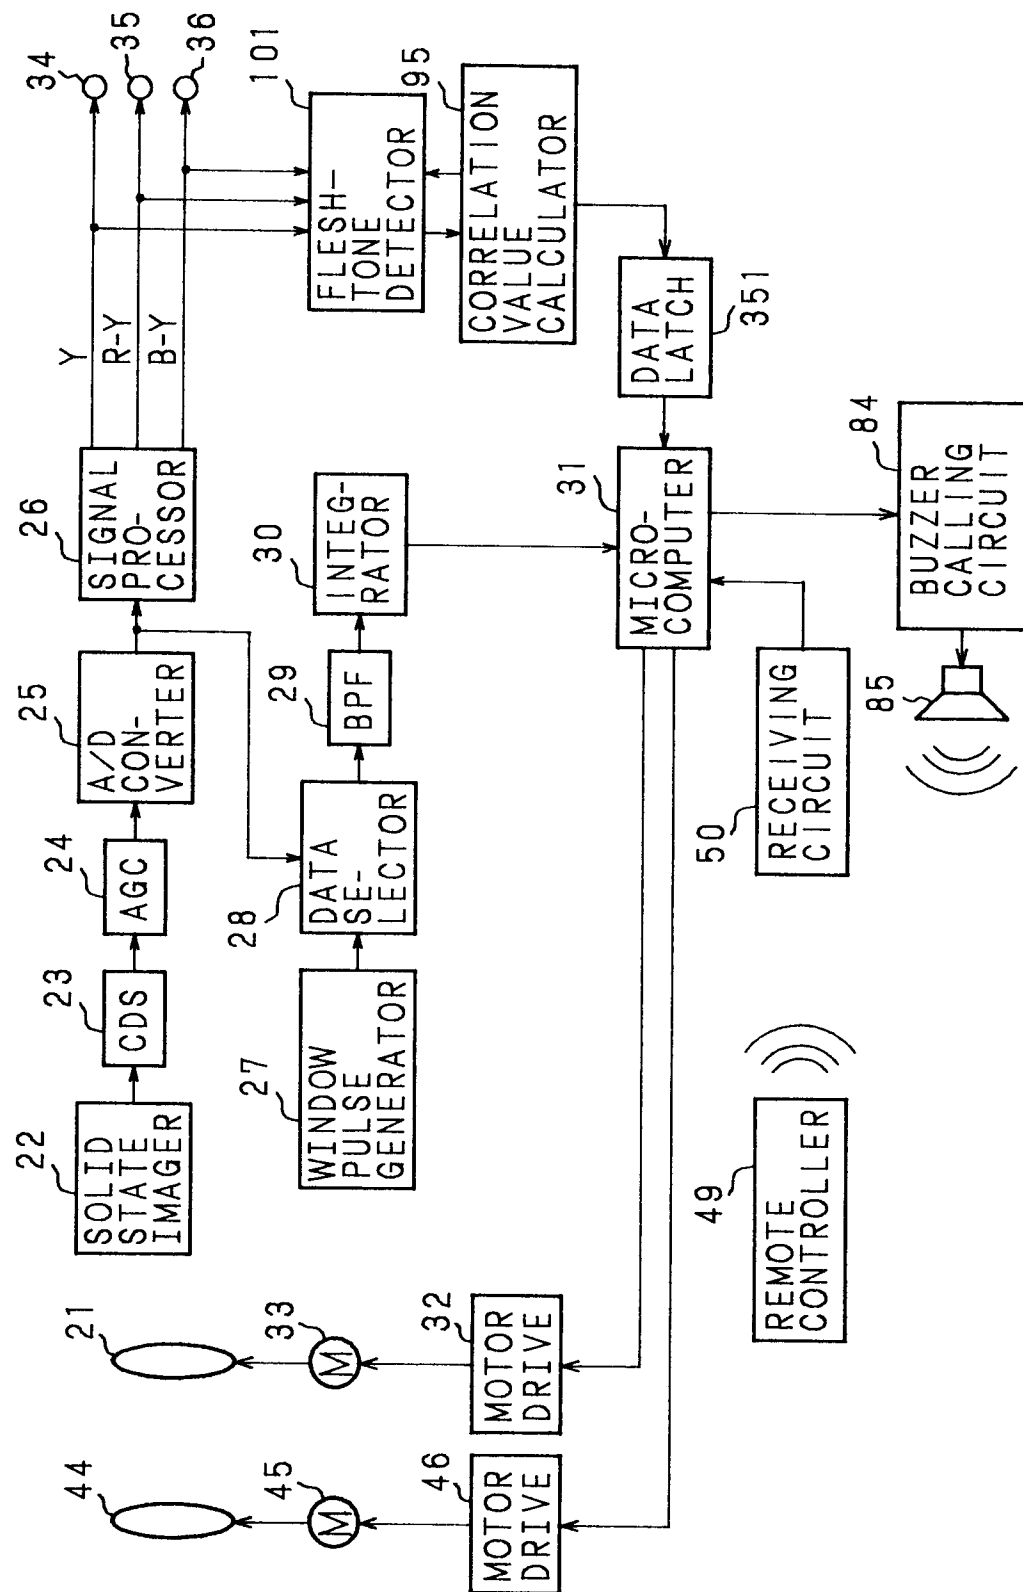 44
21
22
SOLID
STATE
IMAGER
23
CDS
24
AGC
25
A/D
CON-
VERTER
26
SIGNAL
PRO-
CESSOR
Y
R-Y
B-Y
34
35
36
45
M
33
M
27
WINDOW
PULSE
GENERATOR
28
DATA
SE-
LECTOR
29
BPF
30
INTEG-
RATOR
101
FLESH-
TONE
DETECTOR
95
CORRELATION
VALUE
CALCULATOR
46
MOTOR
DRIVE
32
MOTOR
DRIVE
31
MICRO-
COMPUTER
DATA
LATCH
351
49
REMOTE
CONTROLLER
50
RECEIVING
CIRCUIT
85
84
BUZZER
CALLING
CIRCUIT